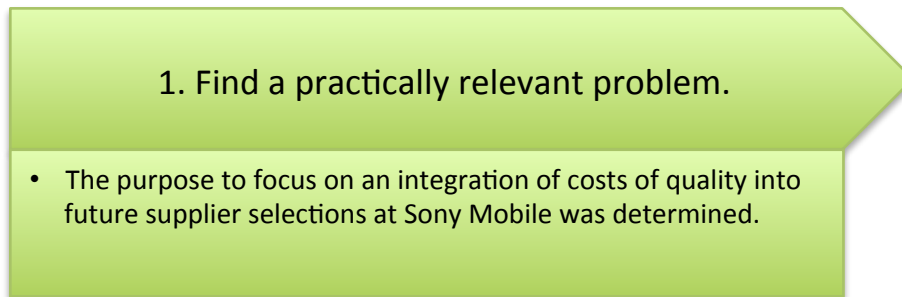 1. Find a practically relevant problem.
• The purpose to focus on an integration of costs of quality into
future supplier selections at Sony Mobile was determined.